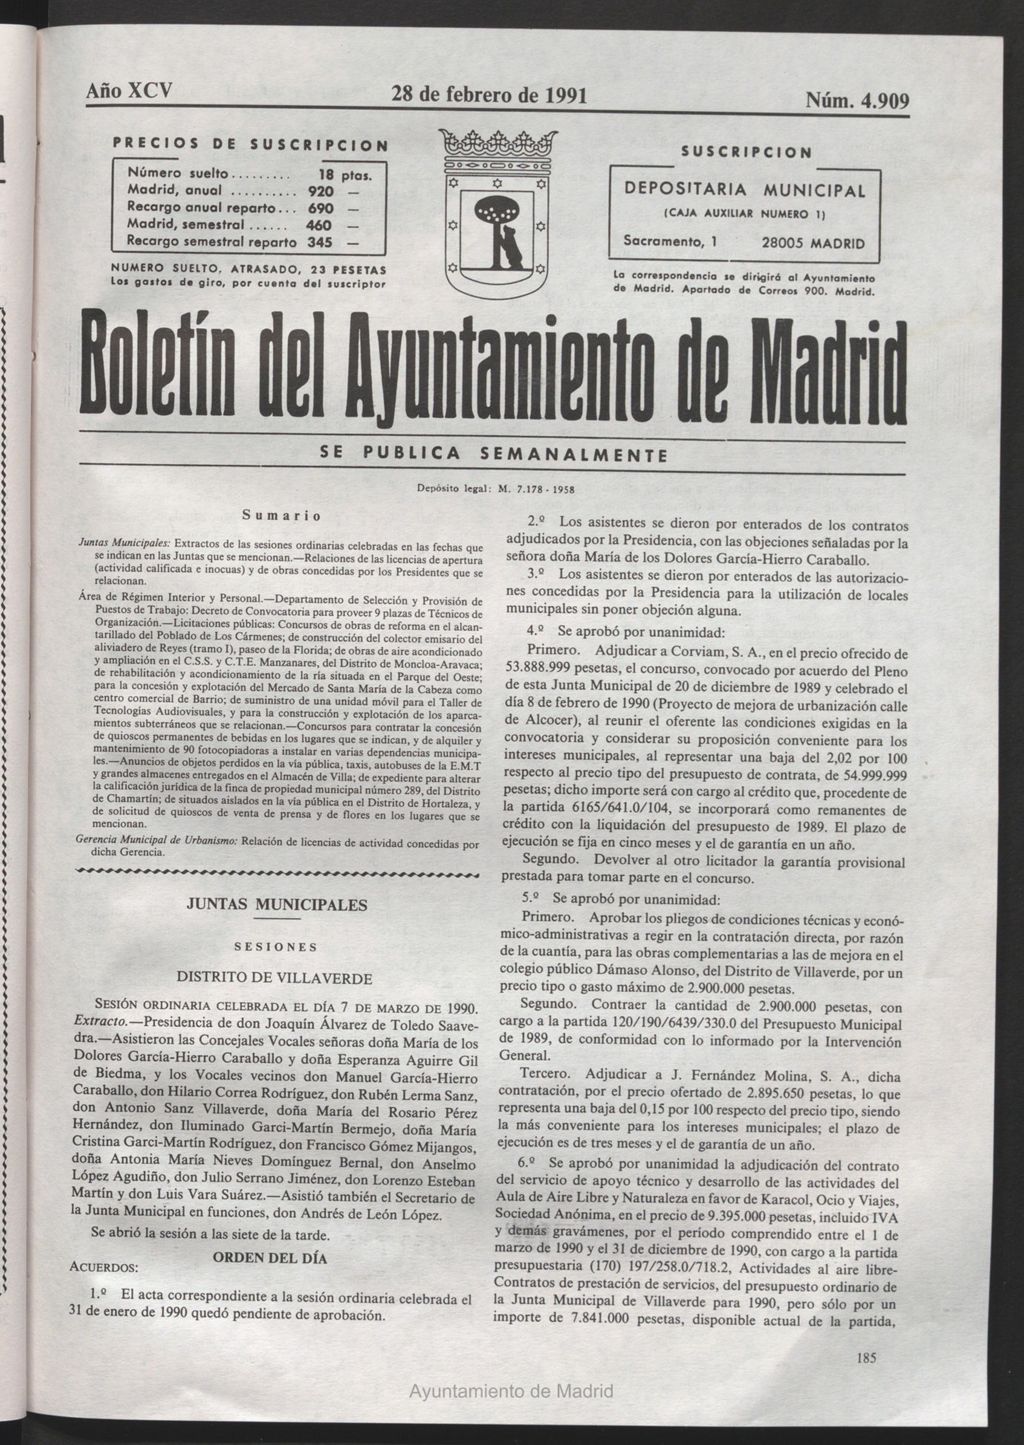 Año XCV
28 de febrero de 1991
Núm. 4.909
PRECIOS DE SUSCRIPCION
Número suelto......... 18 ptas.
Madrid, anual .......... 920 —
Recargo anual reparto... 690 —
Madrid, semestral ...... 460 —
Recargo semestral reparto 345 —
NUMERO SUELTO, ATRASADO, 23 PESETAS
Los gastos de giro, por cuenta del suscriptor
SUSCRIPCION
DEPOSITARIA MUNICIPAL
(CAJA AUXILIAR NUMERO 1)
Sacramento, 1 28005 MADRID
La correspondencia se dirigirá al Ayuntamiento
de Madrid. Apartado de Correos 900. Madrid.
Boletín del Ayuntamiento de Madrid
SE PUBLICA SEMANALMENTE
Depósito legal: M. 7.178 - 1958
Sumario
Juntas Municipales: Extractos de las sesiones ordinarias celebradas en las fechas que
se indican en las Juntas que se mencionan.—Relaciones de las licencias de apertura
(actividad calificada e inocuas) y de obras concedidas por los Presidentes que se
relacionan.
Área de Régimen Interior y Personal.—Departamento de Selección y Provisión de
Puestos de Trabajo: Decreto de Convocatoria para proveer 9 plazas de Técnicos de
Organización.—Licitaciones públicas: Concursos de obras de reforma en el alcan-
tarillado del Poblado de Los Cármenes; de construcción del colector emisario del
aliviadero de Reyes (tramo I), paseo de la Florida; de obras de aire acondicionado
y ampliación en el C.S.S. y C.T.E. Manzanares, del Distrito de Moncloa-Aravaca;
de rehabilitación y acondicionamiento de la ría situada en el Parque del Oeste;
para la concesión y explotación del Mercado de Santa María de la Cabeza como
centro comercial de Barrio; de suministro de una unidad móvil para el Taller de
Tecnologías Audiovisuales, y para la construcción y explotación de los aparca-
mientos subterráneos que se relacionan.—Concursos para contratar la concesión
de quioscos permanentes de bebidas en los lugares que se indican, y de alquiler y
mantenimiento de 90 fotocopiadoras a instalar en varias dependencias municipa-
les.—Anuncios de objetos perdidos en la vía pública, taxis, autobuses de la E.M.T
y grandes almacenes entregados en el Almacén de Villa; de expediente para alterar
la calificación jurídica de la finca de propiedad municipal número 289, del Distrito
de Chamartín; de situados aislados en la vía pública en el Distrito de Hortaleza, y
de solicitud de quioscos de venta de prensa y de flores en los lugares que se
mencionan.
Gerencia Municipal de Urbanismo: Relación de licencias de actividad concedidas por
dicha Gerencia.
JUNTAS MUNICIPALES
SESIONES
DISTRITO DE VILLAVERDE
SESIÓN ORDINARIA CELEBRADA EL DÍA 7 DE MARZO DE 1990.
Extracto.—Presidencia de don Joaquín Álvarez de Toledo Saave-
dra.—Asistieron las Concejales Vocales señoras doña María de los
Dolores García-Hierro Caraballo y doña Esperanza Aguirre Gil
de Biedma, y los Vocales vecinos don Manuel García-Hierro
Caraballo, don Hilario Correa Rodríguez, don Rubén Lerma Sanz,
don Antonio Sanz Villaverde, doña María del Rosario Pérez
Hernández, don Iluminado Garci-Martín Bermejo, doña María
Cristina Garci-Martín Rodríguez, don Francisco Gómez Mijangos,
doña Antonia María Nieves Domínguez Bernal, don Anselmo
López Agudiño, don Julio Serrano Jiménez, don Lorenzo Esteban
Martín y don Luis Vara Suárez.—Asistió también el Secretario de
la Junta Municipal en funciones, don Andrés de León López.
Se abrió la sesión a las siete de la tarde.
ORDEN DEL DÍA
ACUERDOS:
1.º El acta correspondiente a la sesión ordinaria celebrada el
31 de enero de 1990 quedó pendiente de aprobación.
2.º Los asistentes se dieron por enterados de los contratos
adjudicados por la Presidencia, con las objeciones señaladas por la
señora doña María de los Dolores García-Hierro Caraballo.
3.º Los asistentes se dieron por enterados de las autorizacio-
nes concedidas por la Presidencia para la utilización de locales
municipales sin poner objeción alguna.
4.º Se aprobó por unanimidad:
Primero. Adjudicar a Corviam, S. A., en el precio ofrecido de
53.888.999 pesetas, el concurso, convocado por acuerdo del Pleno
de esta Junta Municipal de 20 de diciembre de 1989 y celebrado el
día 8 de febrero de 1990 (Proyecto de mejora de urbanización calle
de Alcocer), al reunir el oferente las condiciones exigidas en la
convocatoria y considerar su proposición conveniente para los
intereses municipales, al representar una baja del 2,02 por 100
respecto al precio tipo del presupuesto de contrata, de 54.999.999
pesetas; dicho importe será con cargo al crédito que, procedente de
la partida 6165/641.0/104, se incorporará como remanentes de
crédito con la liquidación del presupuesto de 1989. El plazo de
ejecución se fija en cinco meses y el de garantía en un año.
Segundo. Devolver al otro licitador la garantía provisional
prestada para tomar parte en el concurso.
5.º Se aprobó por unanimidad:
Primero. Aprobar los pliegos de condiciones técnicas y econó-
mico-administrativas a regir en la contratación directa, por razón
de la cuantía, para las obras complementarias a las de mejora en el
colegio público Dámaso Alonso, del Distrito de Villaverde, por un
precio tipo o gasto máximo de 2.900.000 pesetas.
Segundo. Contraer la cantidad de 2.900.000 pesetas, con
cargo a la partida 120/190/6439/330.0 del Presupuesto Municipal
de 1989, de conformidad con lo informado por la Intervención
General.
Tercero. Adjudicar a J. Fernández Molina, S. A., dicha
contratación, por el precio ofertado de 2.895.650 pesetas, lo que
representa una baja del 0,15 por 100 respecto del precio tipo, siendo
la más conveniente para los intereses municipales; el plazo de
ejecución es de tres meses y el de garantía de un año.
6.º Se aprobó por unanimidad la adjudicación del contrato
del servicio de apoyo técnico y desarrollo de las actividades del
Aula de Aire Libre y Naturaleza en favor de Karacol, Ocio y Viajes,
Sociedad Anónima, en el precio de 9.395.000 pesetas, incluido IVA
y demás gravámenes, por el período comprendido entre el 1 de
marzo de 1990 y el 31 de diciembre de 1990, con cargo a la partida
presupuestaria (170) 197/258.0/718.2, Actividades al aire libre-
Contratos de prestación de servicios, del presupuesto ordinario de
la Junta Municipal de Villaverde para 1990, pero sólo por un
importe de 7.841.000 pesetas, disponible actual de la partida,
185
Ayuntamiento de Madrid